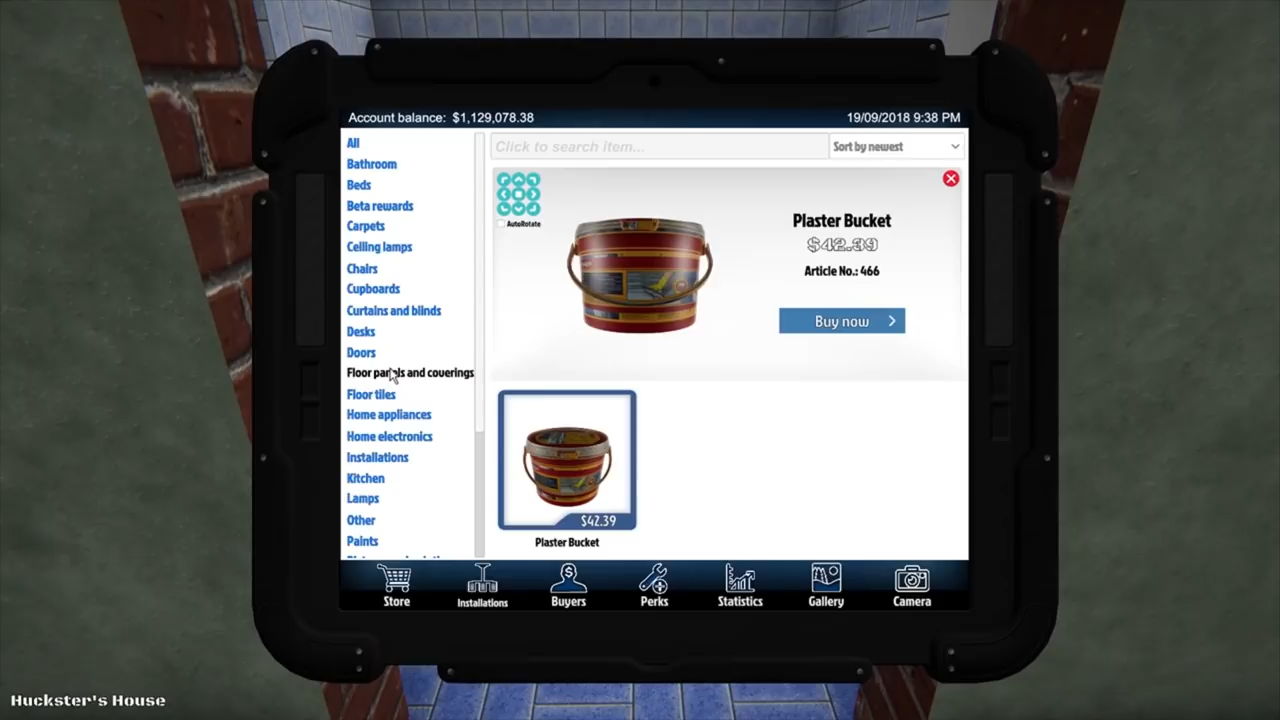 Account balance: $1,129,078.38
19/09/2018 9:38 PM
All
Bathroom
Beds
Beta rewards
Carpets
Ceiling lamps
Chairs
Cupboards
Curtains and blinds
Desks
Doors
Floor panels and coverings
Floor tiles
Home appliances
Home electronics
Installations
Kitchen
Lamps
Other
Paints
Click to search item...
Sort by newest
AutoRotate
Plaster Bucket
$42.39
Article No.: 466
Buy now
$42.39
Plaster Bucket
Store
Installations
Buyers
Perks
Statistics
Gallery
Camera
Huckster's House